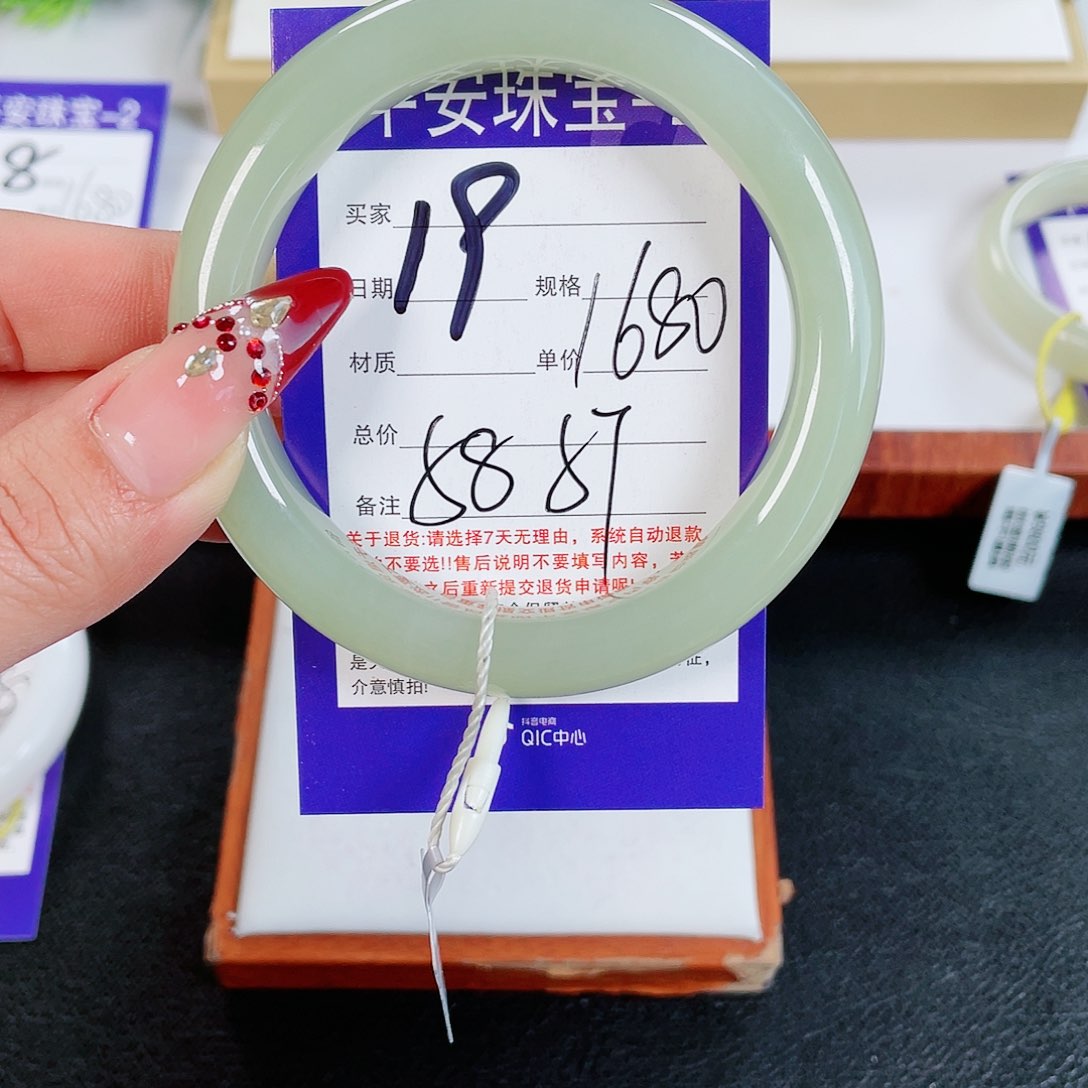 安珠宝-2
8
安珠宝-
买家
19
日期
规格
1680
材质
单价
总价
备注
88 87
关于退货:请选择7天无理由，系统自动退款
不要选!!售后说明不要填写内容，若
之后重新提交退货申请呢!
介意慎拍!
抖音电商
QIC中心